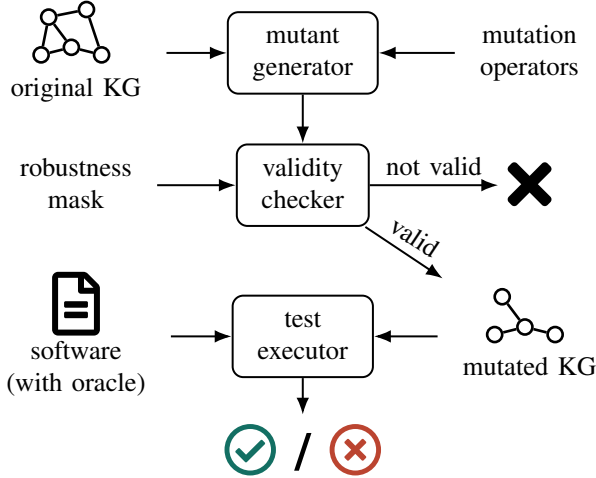 original KG
mutant
generator
mutation
operators
robustness
mask
validity
checker
not valid
valid
software
(with oracle)
test
executor
mutated KG
/